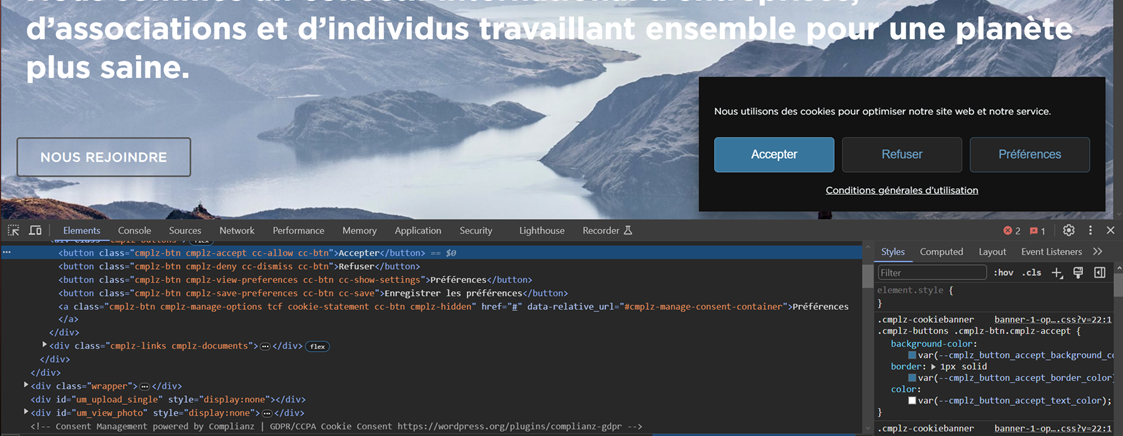 d'associations et d'individus travaillant ensemble pour une planète
plus saine.
NOUS REJOINDRE
Nous utilisons des cookies pour optimiser notre site web et notre service.
Accepter
Refuser
Préférences
Conditions générales d'utilisation
Elements Console Sources Network Performance Memory Application Security Lighthouse Recorder 2 1
<button class="cmplz-btn cmplz-accept cc-allow cc-btn">Accepter</button> == $0
<button class="cmplz-btn cmplz-deny cc-dismiss cc-btn">Refuser</button>
<button class="cmplz-btn cmplz-view-preferences cc-btn cc-show-settings">Préférences</button>
<button class="cmplz-btn cmplz-save-preferences cc-btn cc-save">Enregistrer les préférences</button>
<a class="cmplz-btn cmplz-manage-options tcf cookie-statement cc-btn cmplz-hidden" href="#" data-relative_url="#cmplz-manage-consent-container">Préférences
</a>
</div>
<div class="cmplz-links cmplz-documents"> … </div> flex
</div>
</div>
<div class="wrapper"> … </div>
<div id="um_upload_single" style="display:none"></div>
<div id="um_view_photo" style="display:none"> … </div>
<!-- Consent Management powered by Complianz | GDPR/CCPA Cookie Consent https://wordpress.org/plugins/complianz-gdpr -->
Styles Computed Layout Event Listeners
Filter :hov .cls
element.style {
}
.cmplz-cookiebanner banner-1-op….css?v=22:1
.cmplz-buttons .cmplz-btn.cmplz-accept {
background-color:
var(--cmplz_button_accept_background_co
border: 1px solid
var(--cmplz_button_accept_border_color)
color:
var(--cmplz_button_accept_text_color);
}
.cmplz-cookiebanner banner-1-op….css?v=22:1